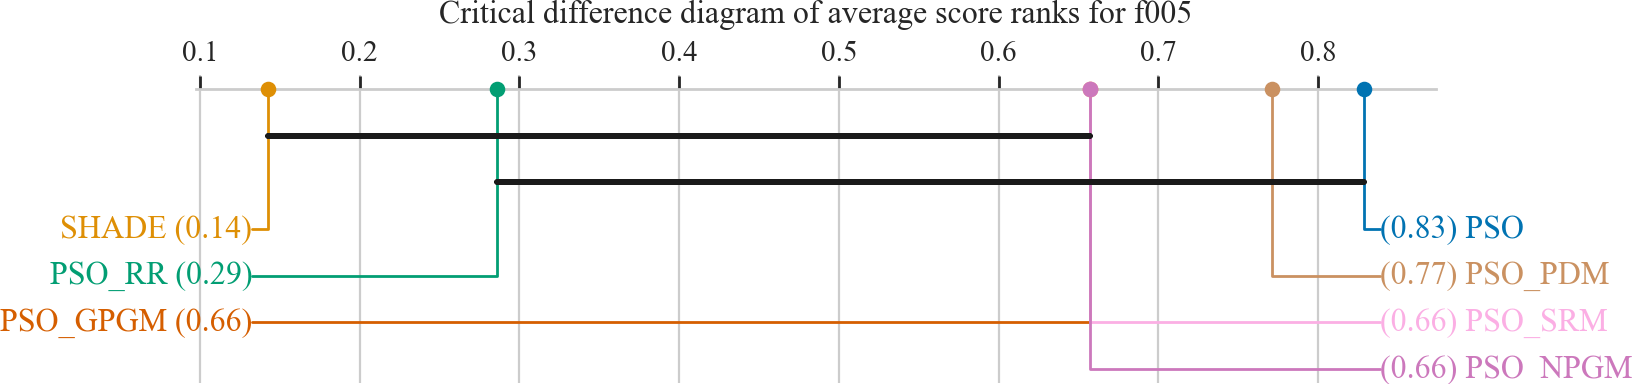 Critical difference diagram of average score ranks for f005
0.1 0.2 0.3 0.4 0.5 0.6 0.7 0.8
SHADE (0.14) (0.83) PSO
PSO_RR (0.29) (0.77) PSO_PDM
PSO_GPGM (0.66) (0.66) PSO_SRM
(0.66) PSO_NPGM